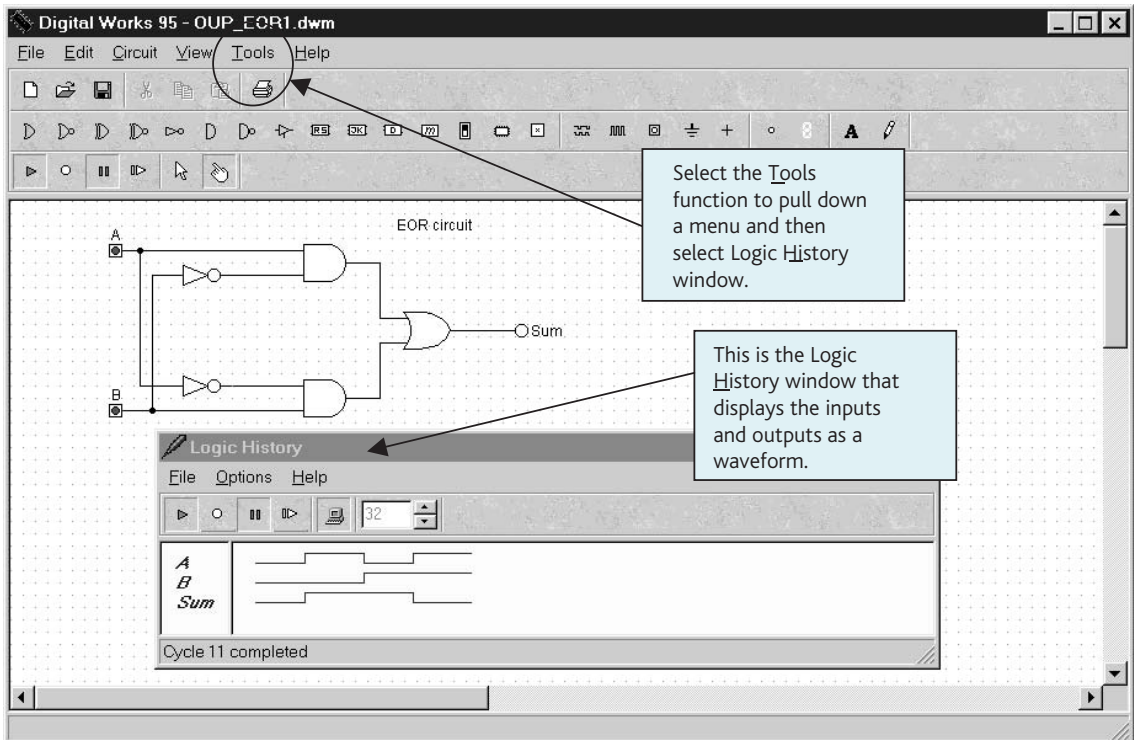 Digital Works 95 - OUP_EOR1.dwm
File Edit Circuit View Tools Help
RS JK D m
A
Select the Tools
function to pull down
a menu and then
select Logic History
window.
EOR circuit
A
Sum
B
This is the Logic
History window that
displays the inputs
and outputs as a
waveform.
Logic History
File Options Help
32
A
B
Sum
Cycle 11 completed